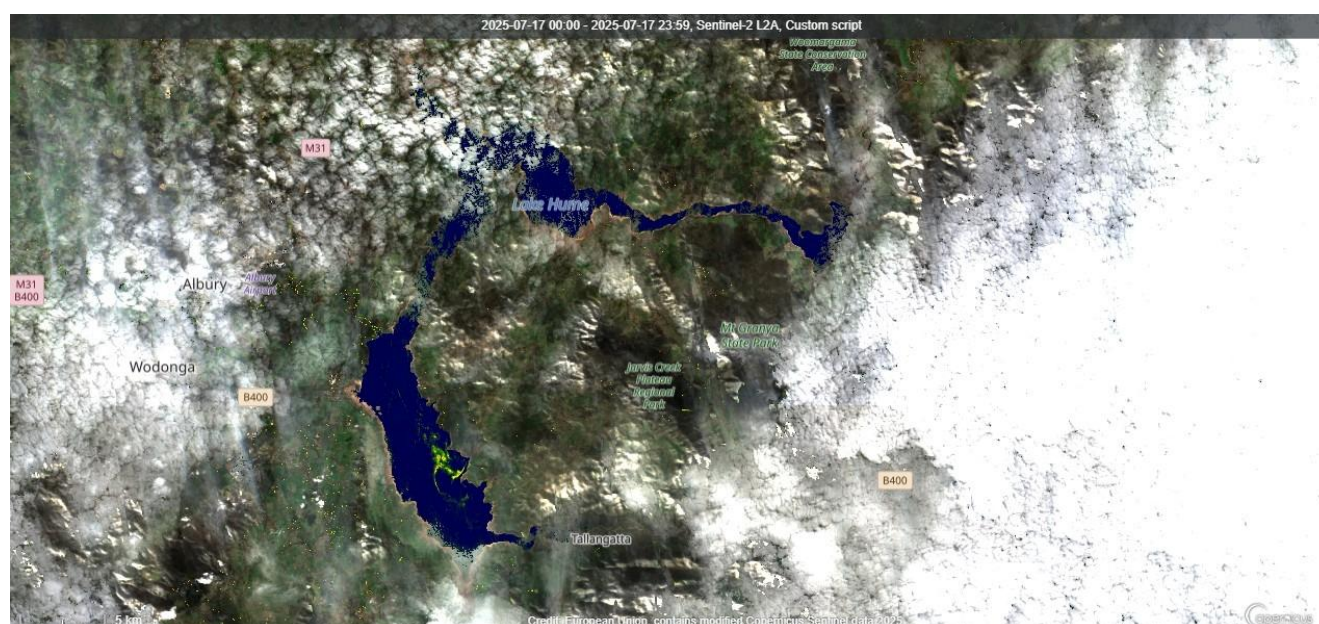 2025-07-17 00:00 - 2025-07-17 23:59, Sentinel-2 L2A, Custom script
Woomargama
State Conservation
Area
M31
Lake Hume
Albury
Albury
Airport
M31
B400
Mt Granya
State Park
Wodonga
Jarvis Creek
Plateau
Regional
Park
B400
B400
Tallangatta
5 km
Credit: European Union, contains modified Copernicus Sentinel data 2025
opernicus